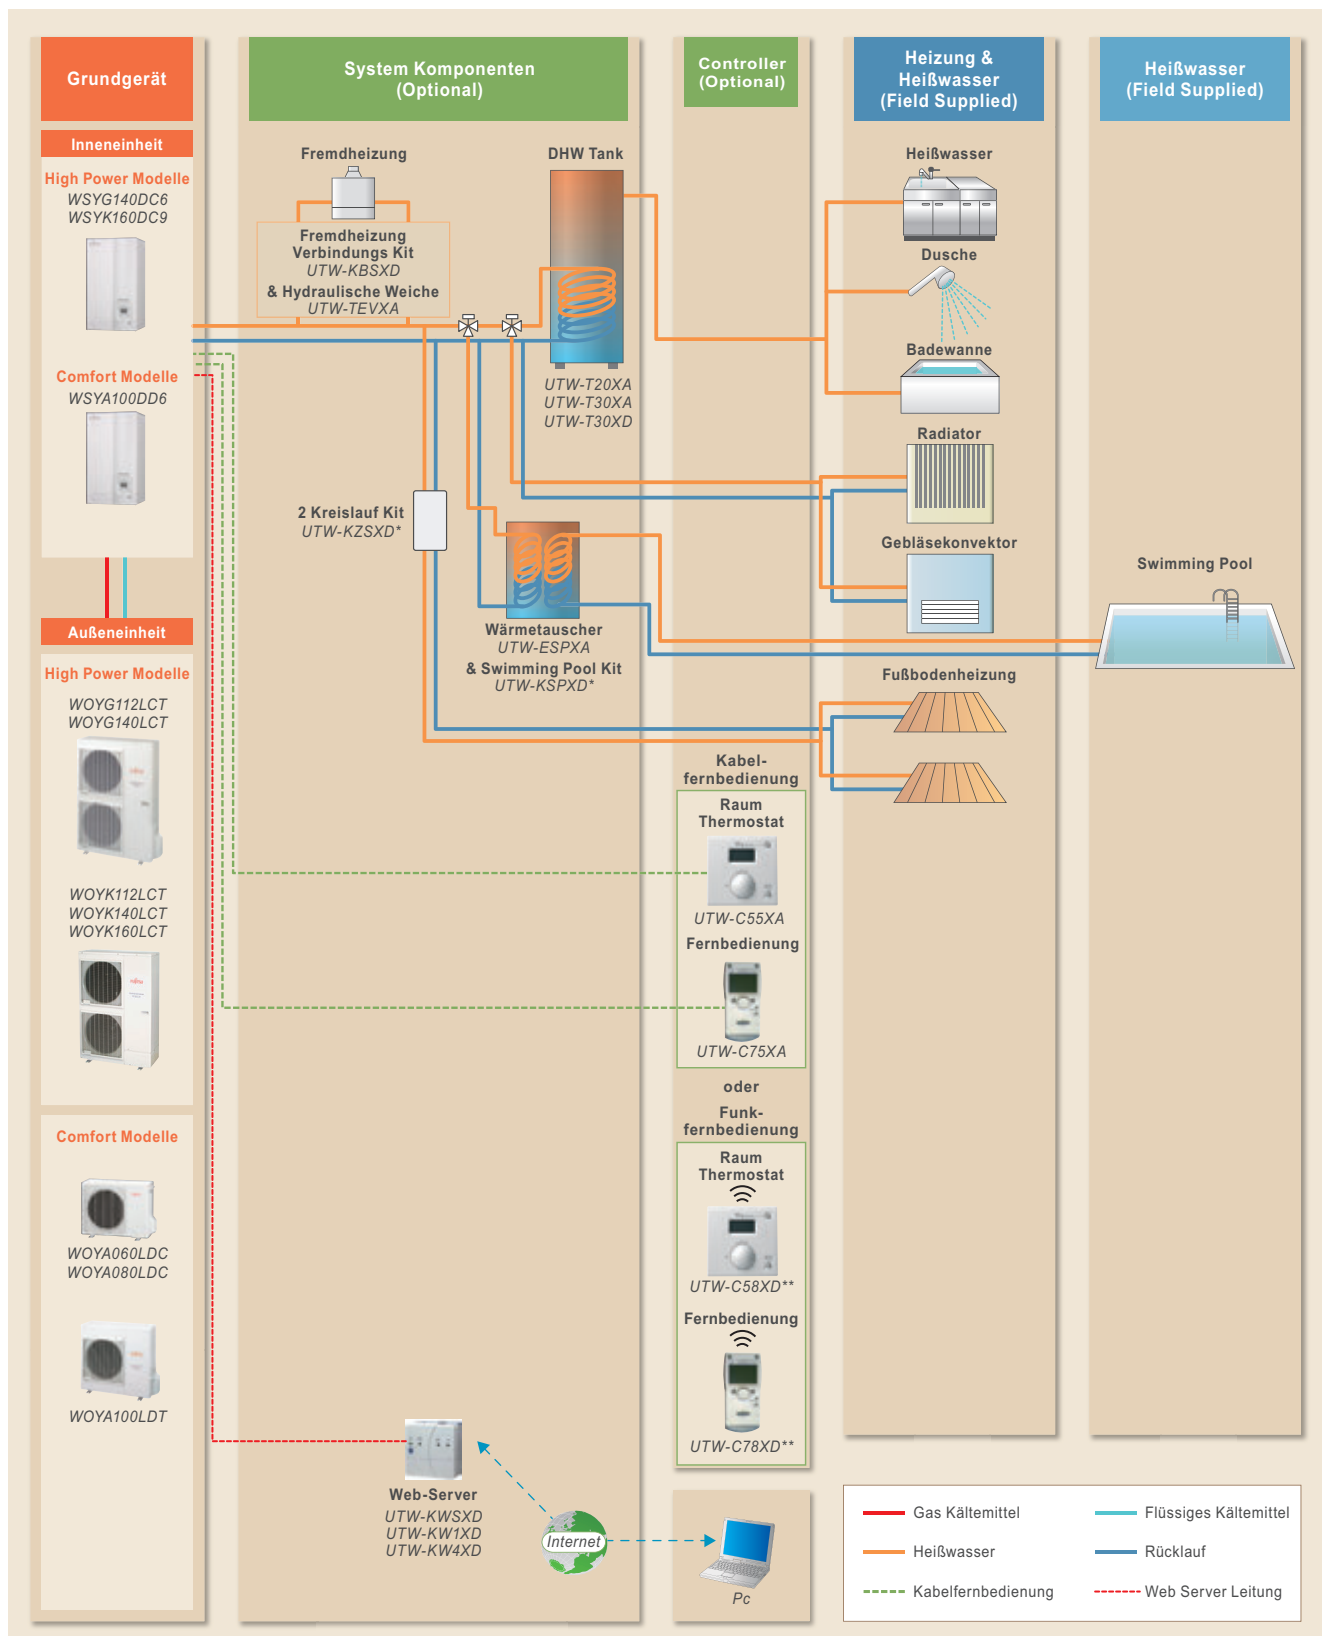 Grundgerät
System Komponenten
(Optional)
Controller
(Optional)
Heizung &
Heißwasser
(Field Supplied)
Heißwasser
(Field Supplied)
Inneneinheit
High Power Modelle
WSYG140DC6
WSYK160DC9
Comfort Modelle
WSYA100DD6
Außeneinheit
High Power Modelle
WOYG112LCT
WOYG140LCT
WOYK112LCT
WOYK140LCT
WOYK160LCT
Comfort Modelle
WOYA060LDC
WOYA080LDC
WOYA100LDT
Fremdheizung
Fremdheizung
Verbindungs Kit
UTW-KBSXD
& Hydraulische Weiche
UTW-TEVXA
DHW Tank
UTW-T20XA
UTW-T30XA
UTW-T30XD
2 Kreislauf Kit
UTW-KZSXD*
Wärmetauscher
UTW-ESPXA
& Swimming Pool Kit
UTW-KSPXD*
Web-Server
UTW-KWSXD
UTW-KW1XD
UTW-KW4XD
Internet
Kabel-
fernbedienung
Raum
Thermostat
UTW-C55XA
Fernbedienung
UTW-C75XA
oder
Funk-
fernbedienung
Raum
Thermostat
UTW-C58XD**
Fernbedienung
UTW-C78XD**
Pc
Heißwasser
Dusche
Badewanne
Radiator
Gebläsekonvektor
Fußbodenheizung
Swimming Pool
Gas Kältemittel
Flüssiges Kältemittel
Heißwasser
Rücklauf
Kabelfernbedienung
Web Server Leitung